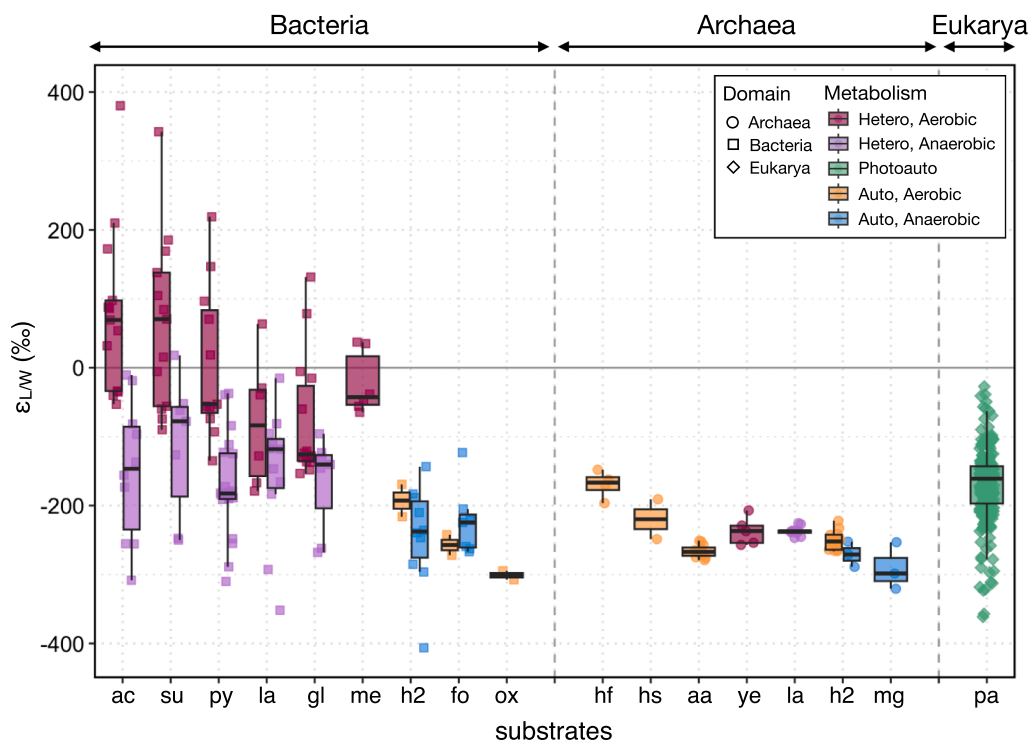 Bacteria Archaea Eukarya
Domain Metabolism
Archaea Hetero, Aerobic
Bacteria Hetero, Anaerobic
Eukarya Photoauto
Auto, Aerobic
Auto, Anaerobic
400
200
0
-200
-400
εL/W (‰)
ac su py la gl me h2 fo ox hf hs aa ye la h2 mg pa
substrates